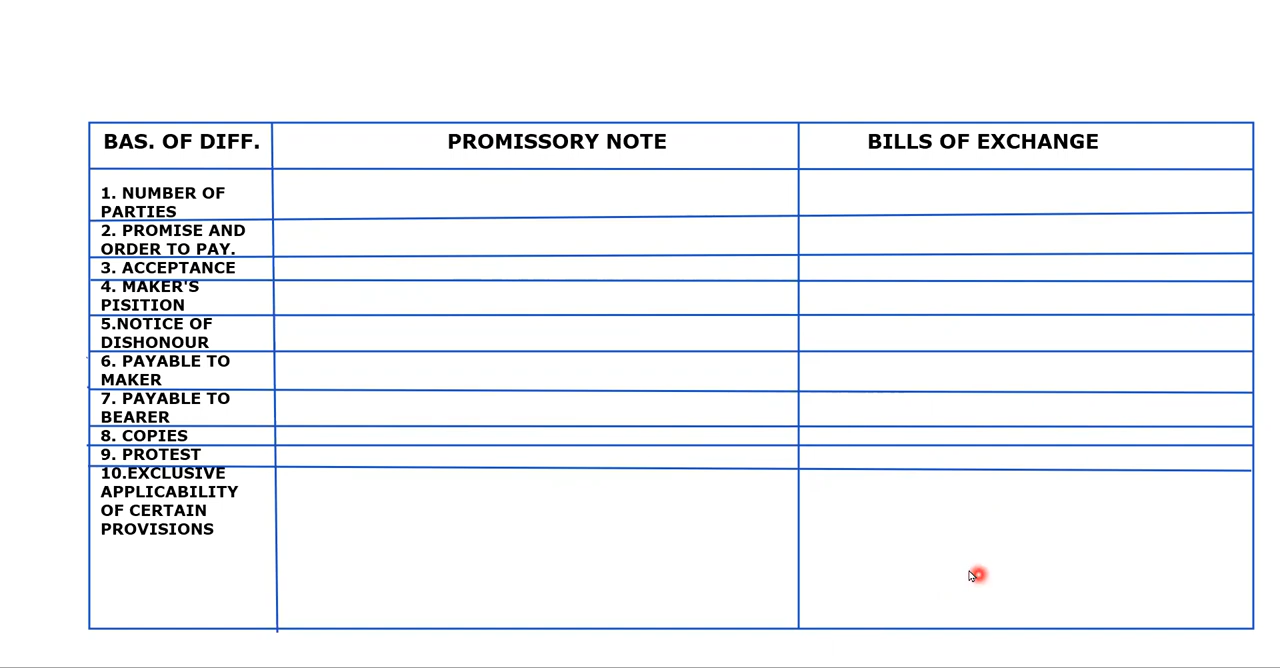 BAS. OF DIFF. PROMISSORY NOTE BILLS OF EXCHANGE
1. NUMBER OF
PARTIES
2. PROMISE AND
ORDER TO PAY.
3. ACCEPTANCE
4. MAKER'S
PISITION
5.NOTICE OF
DISHONOUR
6. PAYABLE TO
MAKER
7. PAYABLE TO
BEARER
8. COPIES
9. PROTEST
10.EXCLUSIVE
APPLICABILITY
OF CERTAIN
PROVISIONS